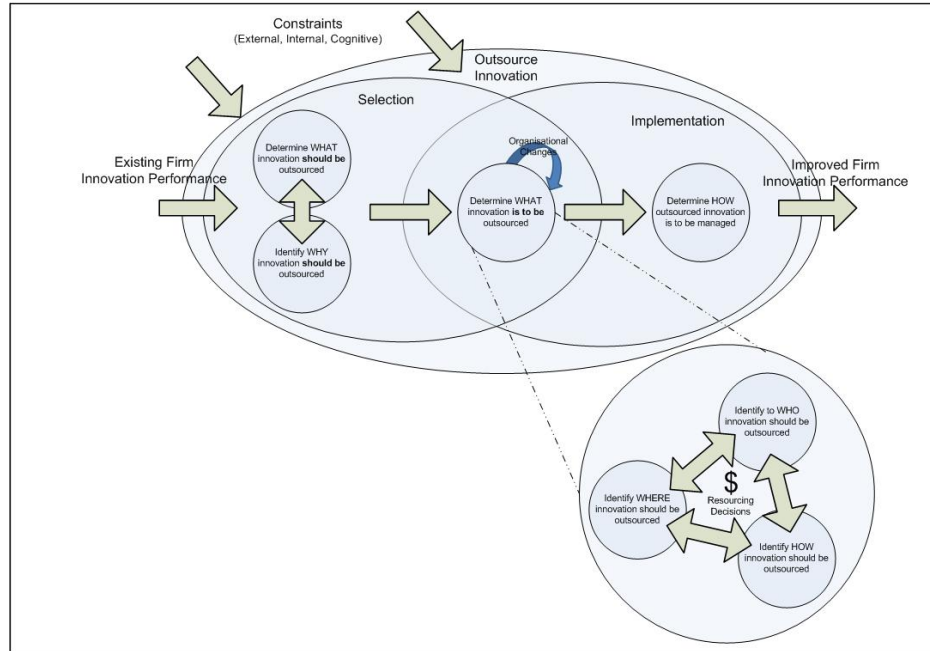 Constraints
(External, Internal, Cognitive)
Outsource
Innovation
Selection
Implementation
Existing Firm
Innovation Performance
Determine WHAT
innovation should be
outsourced
Identify WHY
innovation should be
outsourced
Organisational
Changes
Determine WHAT
innovation is to be
outsourced
Determine HOW
outsourced innovation
is to be managed
Improved Firm
Innovation Performance
Identify to WHO
innovation should be
outsourced
Identify WHERE
innovation should be
outsourced
$
Resourcing
Decisions
Identify HOW
innovation should be
outsourced